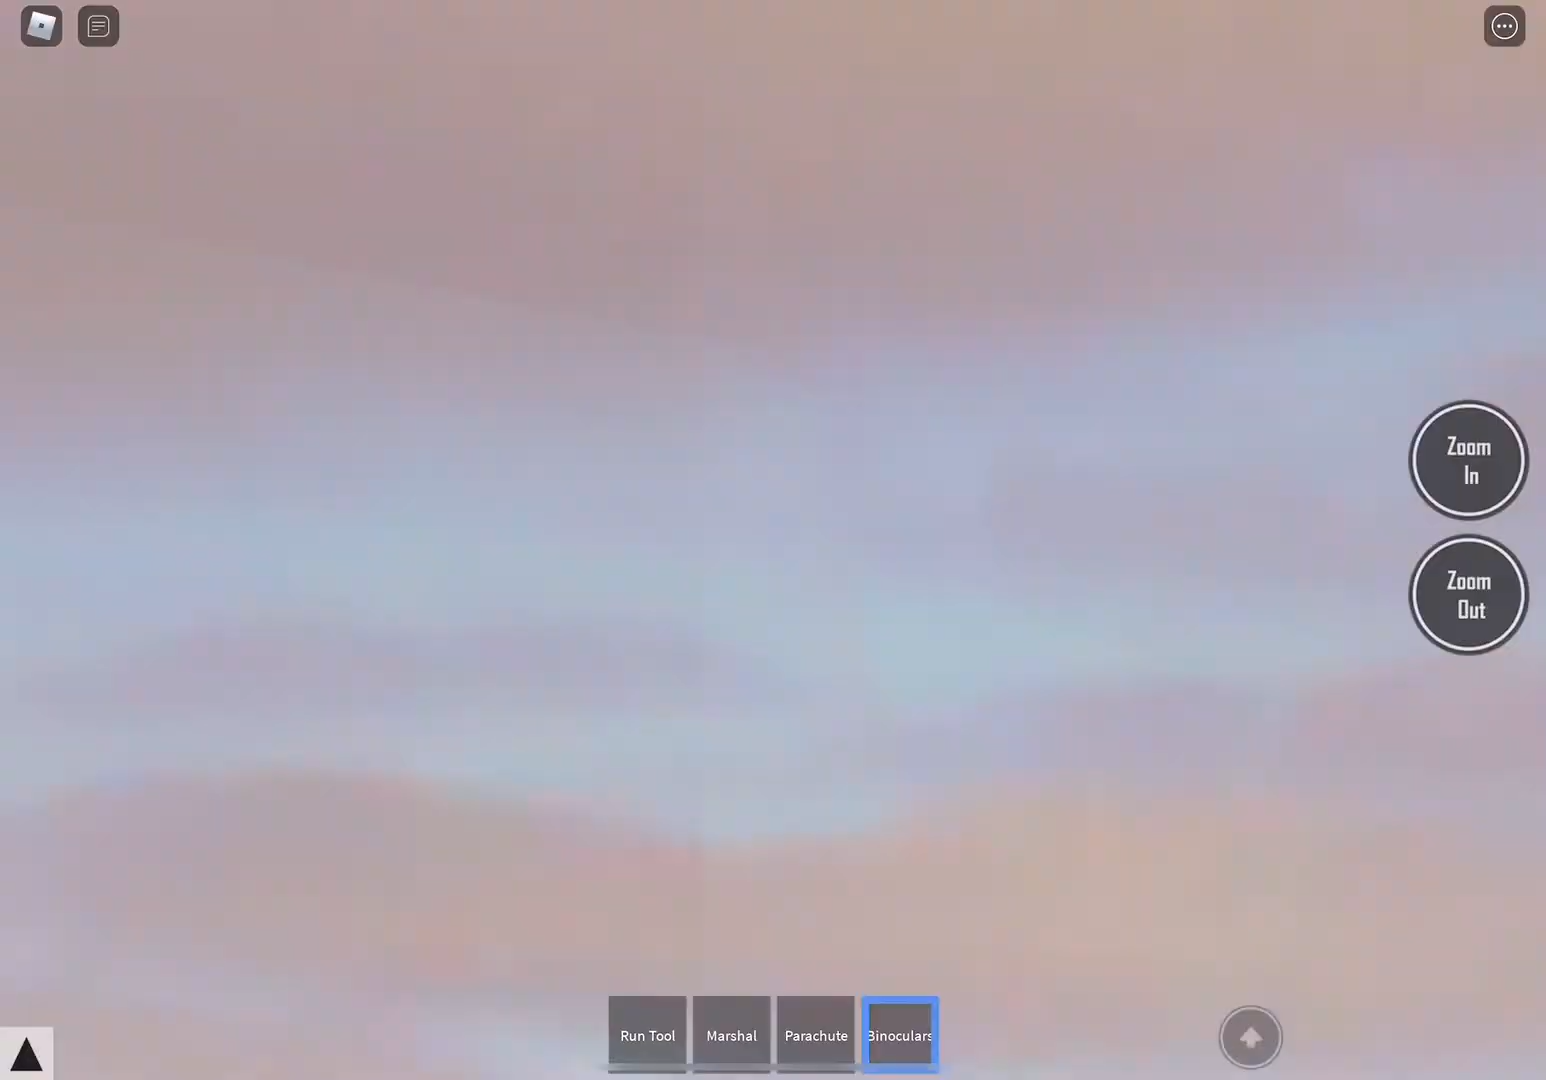 Zoom
In
Zoom
Out
Run Tool
Marshal
Parachute
Binoculars